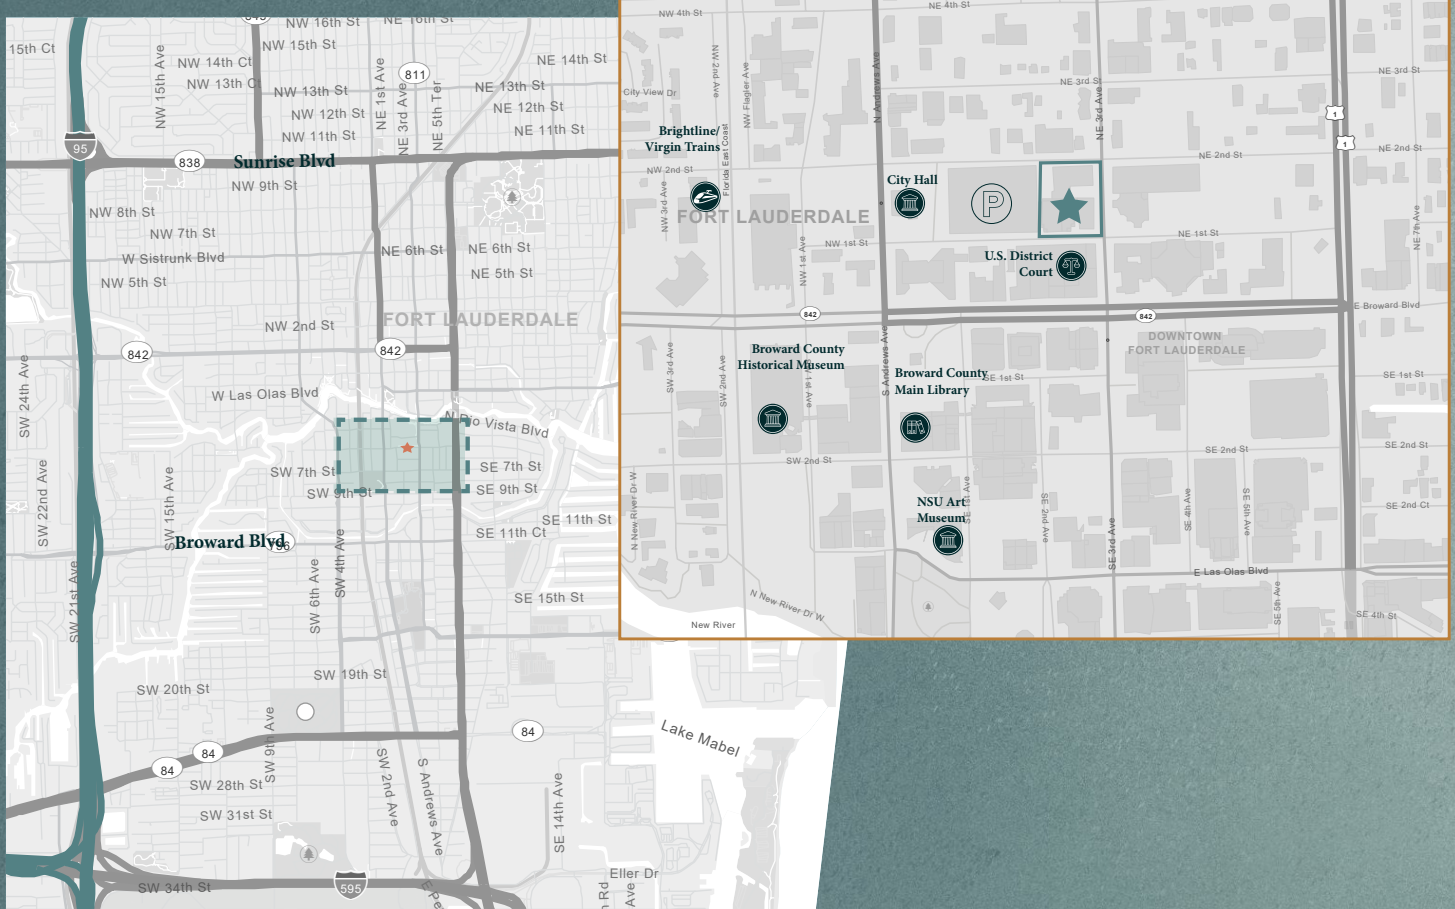 NW 16th St
NE 16th St
15th Ct
NW 15th St
NW 15th Ave
NW 14th Ct
NW 13th Ct
NW 13th St
NW 12th St
NW 11th St
NE 1st Ave
811
NE 3rd Ave
NE 5th Ter
NE 14th St
NE 13th St
NE 12th St
NE 11th St
95
838
Sunrise Blvd
NW 9th St
NW 8th St
NW 7th St
W Sistrunk Blvd
NW 5th St
NE 6th St
NE 6th St
NE 5th St
NW 2nd St
FORT LAUDERDALE
842
842
SW 24th Ave
W Las Olas Blvd
N Rio Vista Blvd
SW 7th St
SW 9th St
SE 7th St
SE 9th St
SW 22nd Ave
SW 15th Ave
SE 11th St
SE 11th Ct
Broward Blvd
SW 4th Ave
SW 6th Ave
SW 21st Ave
SE 15th St
SW 19th St
SW 20th St
SW 9th Ave
84
84
84
SW 28th St
SW 31st St
SW 2nd Ave
S Andrews Ave
SE 14th Ave
Lake Mabel
SW 34th St
595
Eller Dr
Rd
Ave
NW 4th St
NE 4th St
NW 2nd Ave
NW Flagler Ave
N Andrews Ave
City View Dr
NE 3rd St
NE 3rd St
NE 3rd Ave
1
1
Brightline/
Virgin Trains
Florida East Coast
NW 2nd St
NW 3rd Ave
FORT LAUDERDALE
City Hall
P
NE 2nd St
NE 2nd St
NE 7th Ave
NW 1st St
NW 1st Ave
NE 1st St
U.S. District
Court
842
842
E Broward Blvd
DOWNTOWN
FORT LAUDERDALE
Broward County
Historical Museum
SW 3rd Ave
SW 2nd Ave
SW 1st Ave
S Andrews Ave
Broward County
Main Library
SE 1st St
SE 1st St
SW 2nd St
SE 2nd St
SE 2nd St
N New River Dr W
NSU Art
Museum
SE 1st Ave
SE 2nd Ave
SE 3rd Ave
SE 4th Ave
SE 5th Ave
SE 2nd Ct
E Las Olas Blvd
SE 5th Ave
SE 4th St
N New River Dr W
New River